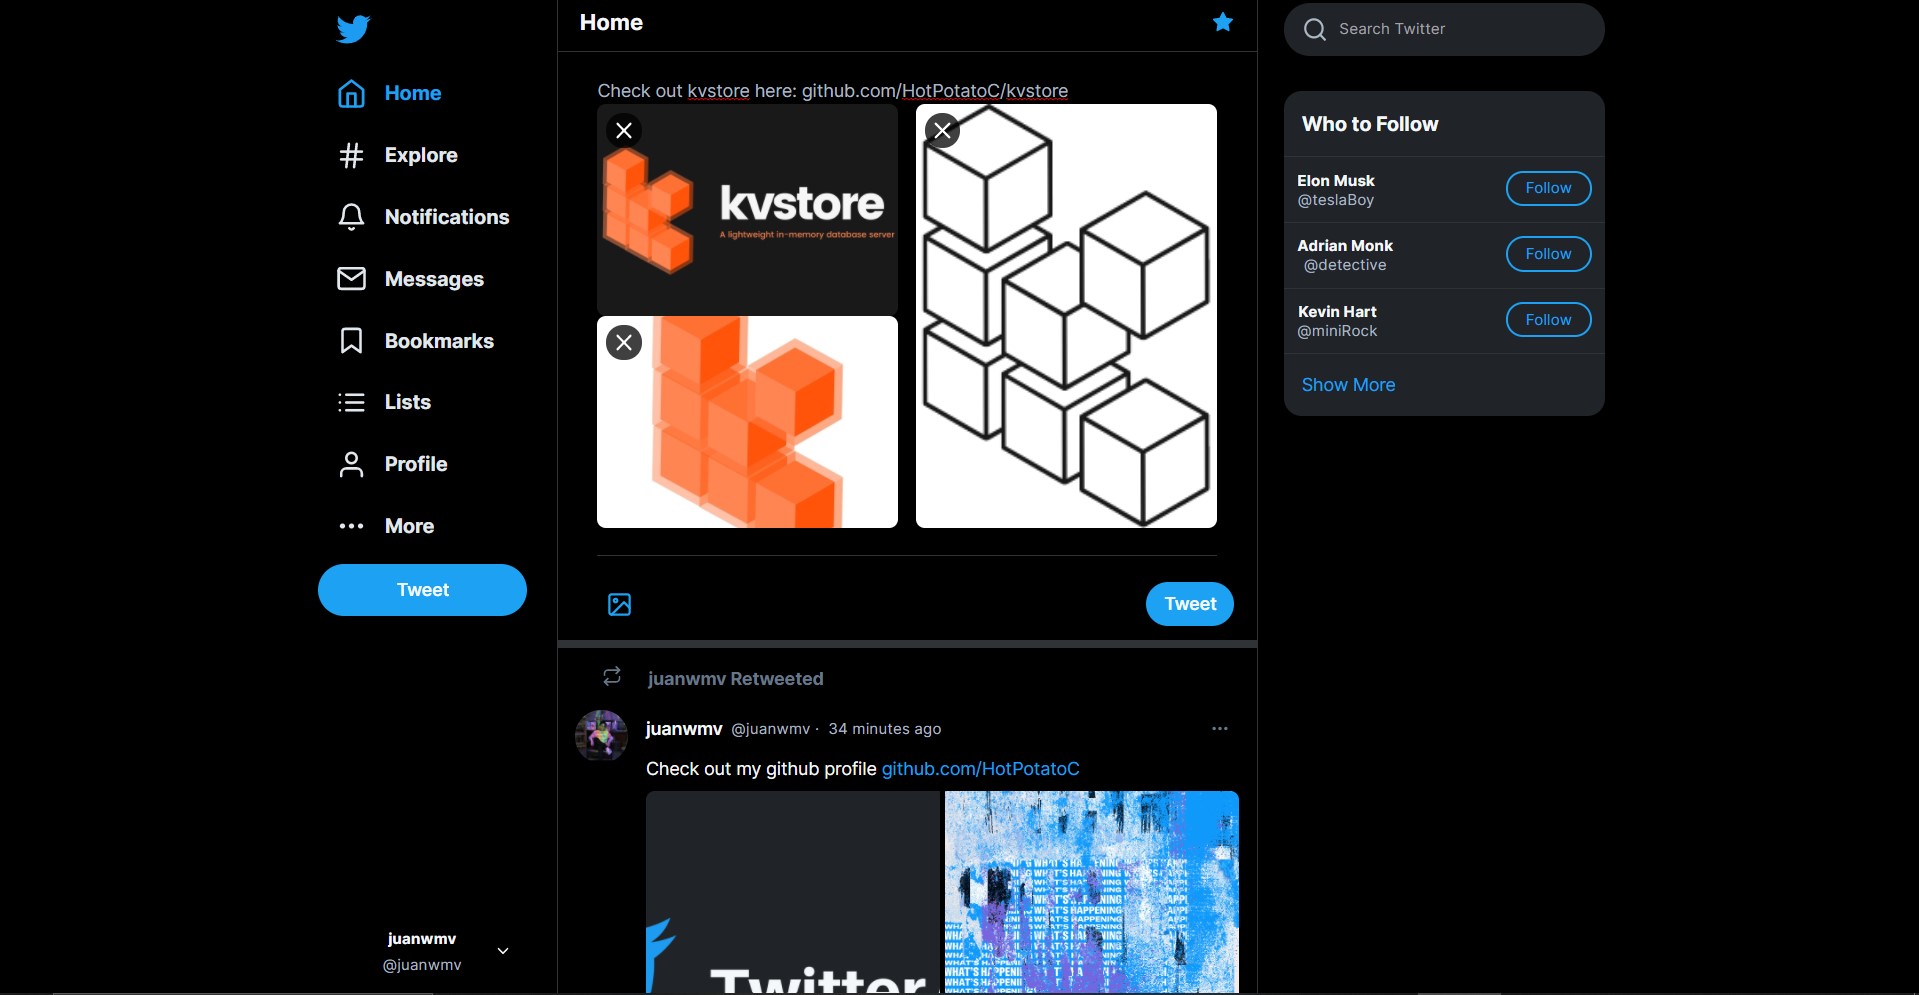 Home
Explore
Notifications
Messages
Bookmarks
Lists
Profile
More
Tweet
juanwmv
@juanwmv
Home
Check out kvstore here: github.com/HotPotatoC/kvstore
kvstore
A lightweight in-memory database server
Tweet
juanwmv Retweeted
juanwmv @juanwmv · 34 minutes ago
Check out my github profile github.com/HotPotatoC
Twitter
WHAT'S HAPPENING
WHAT'S HAPPENING
WHAT'S HAPPENING
Search Twitter
Who to Follow
Elon Musk
@teslaBoy
Follow
Adrian Monk
@detective
Follow
Kevin Hart
@miniRock
Follow
Show More